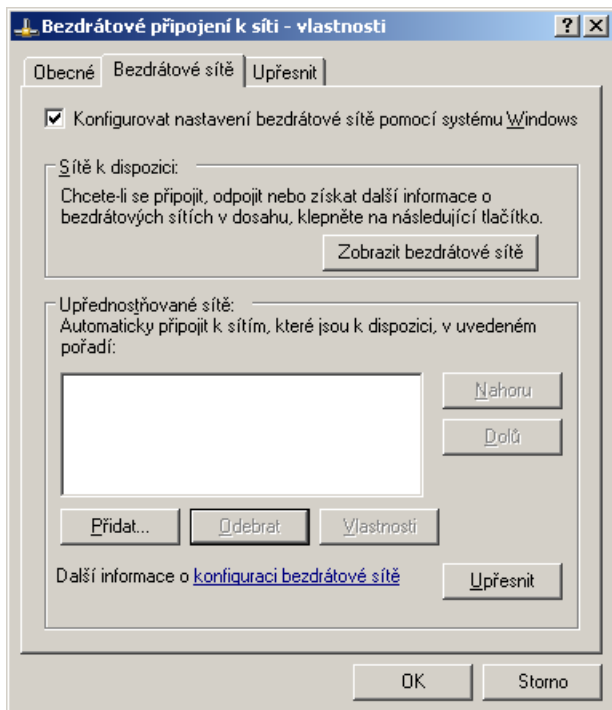 Bezdrátové připojení k síti - vlastnosti
Obecné Bezdrátové sítě Upřesnit
Konfigurovat nastavení bezdrátové sítě pomocí systému Windows
Sítě k dispozici:
Chcete-li se připojit, odpojit nebo získat další informace o
bezdrátových sítích v dosahu, klepněte na následující tlačítko.
Zobrazit bezdrátové sítě
Upřednostňované sítě:
Automaticky připojit k sítím, které jsou k dispozici, v uvedeném
pořadí:
Nahoru
Dolů
Přidat... Odebrat Vlastnosti
Další informace o konfiguraci bezdrátové sítě Upřesnit
OK Storno